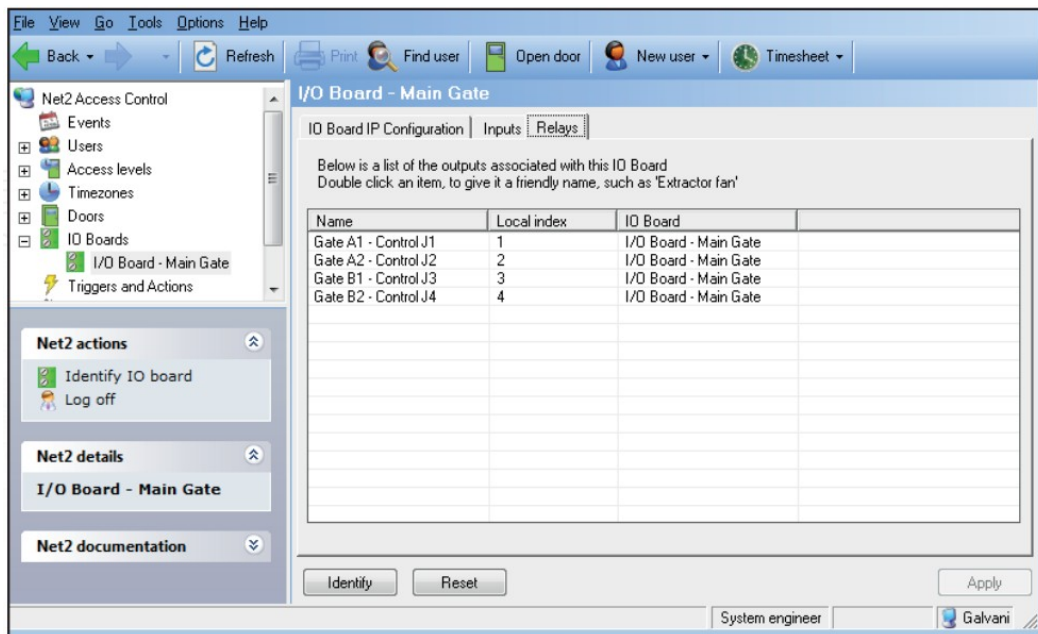 File View Go Tools Options Help
Back Refresh Print Find user Open door New user Timesheet
Net2 Access Control
Events
Users
Access levels
Timezones
Doors
IO Boards
I/O Board - Main Gate
Triggers and Actions
Net2 actions
Identify IO board
Log off
Net2 details
I/O Board - Main Gate
Net2 documentation
I/O Board - Main Gate
IO Board IP Configuration Inputs Relays
Below is a list of the outputs associated with this IO Board
Double click an item, to give it a friendly name, such as 'Extractor fan'
Name Local index IO Board
Gate A1 - Control J1 1 I/O Board - Main Gate
Gate A2 - Control J2 2 I/O Board - Main Gate
Gate B1 - Control J3 3 I/O Board - Main Gate
Gate B2 - Control J4 4 I/O Board - Main Gate
Identify Reset Apply
System engineer Galvani